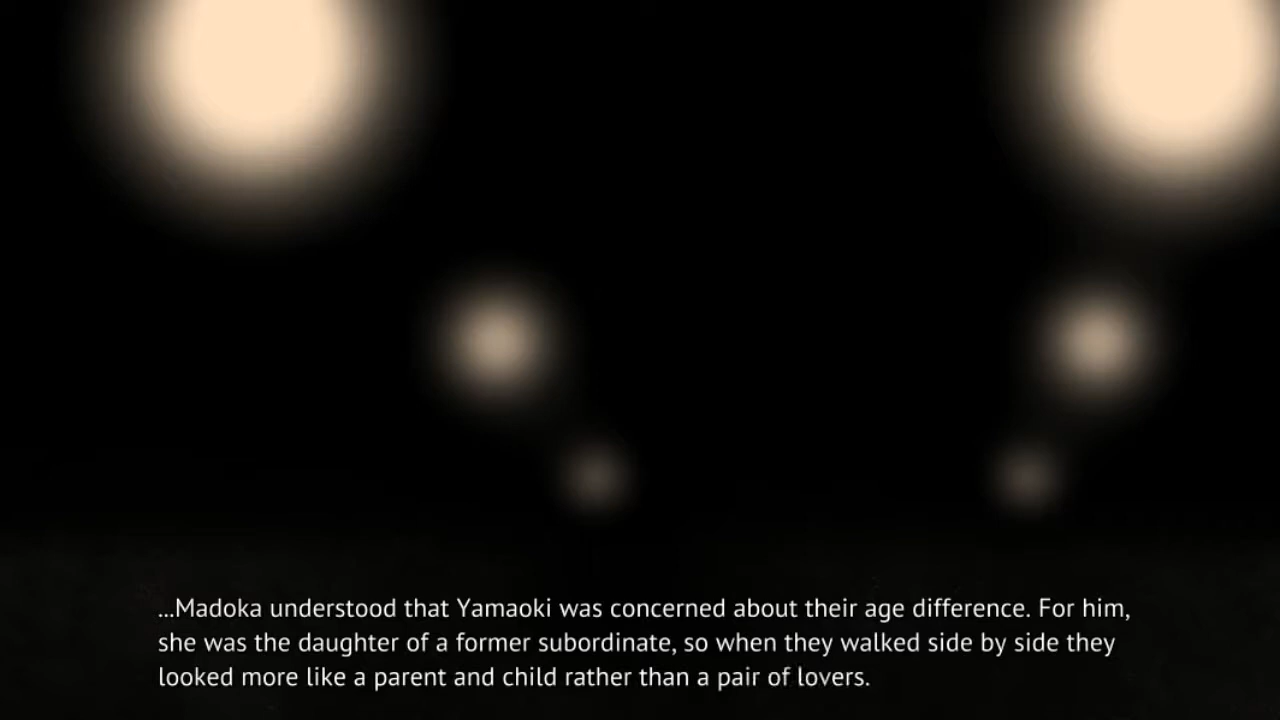 ...Madoka understood that Yamaoki was concerned about their age difference. For him,
she was the daughter of a former subordinate, so when they walked side by side they
looked more like a parent and child rather than a pair of lovers.